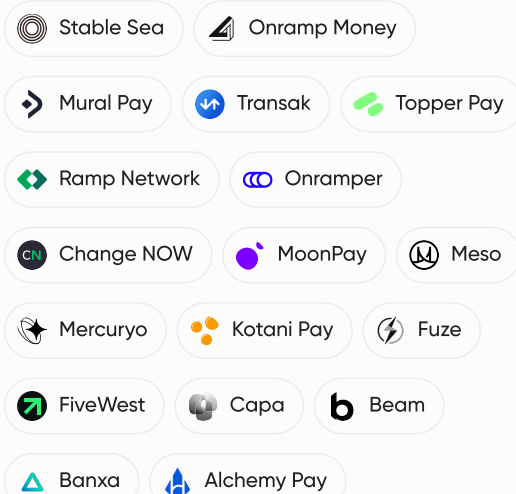 Stable Sea Onramp Money
Mural Pay Transak Topper Pay
Ramp Network Onramper
CN Change NOW MoonPay Meso
Mercuryo Kotani Pay Fuze
FiveWest Capa b Beam
Banxa Alchemy Pay